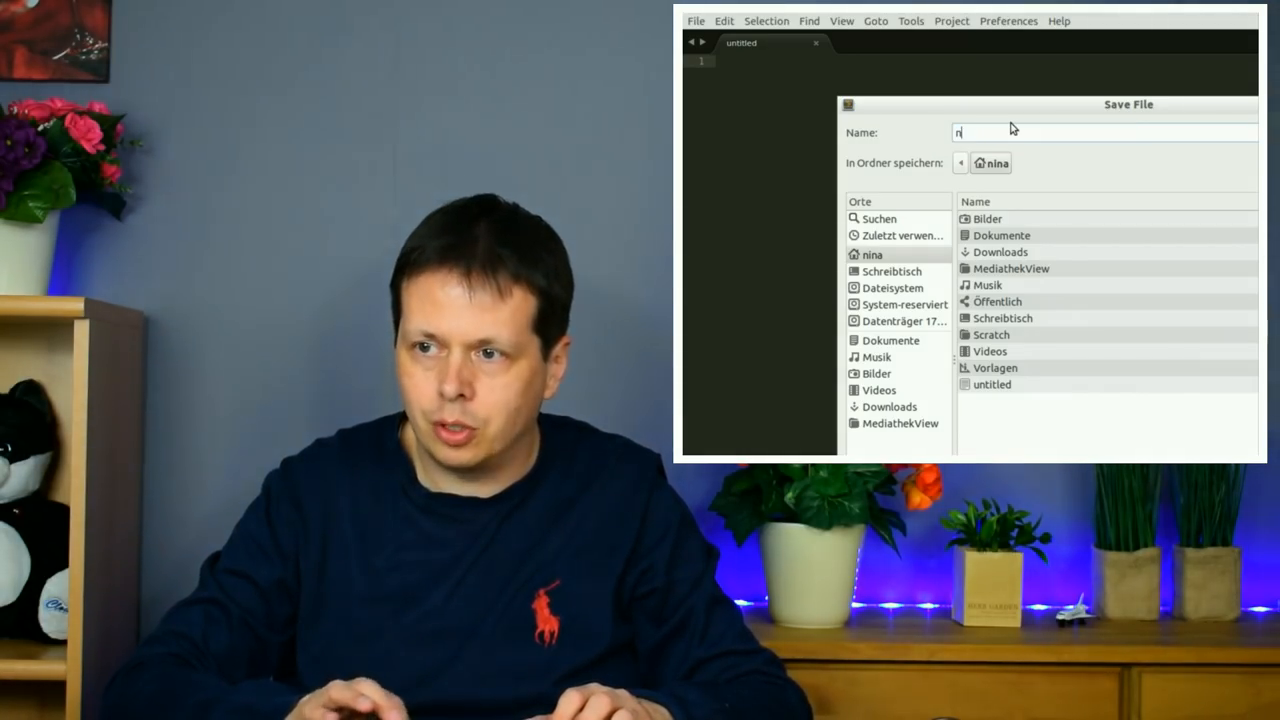 File Edit Selection Find View Goto Tools Project Preferences Help
untitled
1
Save File
Name: n
In Ordner speichern: nina
Orte
Name
Suchen
Zuletzt verwen...
nina
Schreibtisch
Dateisystem
System-reserviert
Datenträger 17...
Dokumente
Musik
Bilder
Videos
Downloads
MediathekView
Bilder
Dokumente
Downloads
MediathekView
Musik
Öffentlich
Schreibtisch
Scratch
Videos
Vorlagen
untitled
HERB GARDEN